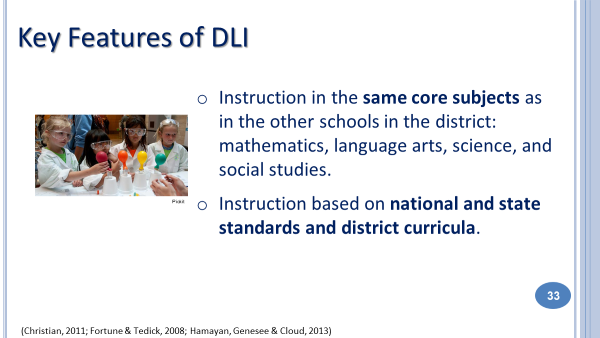 Key Features of DLI
o Instruction in the same core subjects as
in the other schools in the district:
mathematics, language arts, science, and
social studies.
o Instruction based on national and state
standards and district curricula.
33
(Christian, 2011; Fortune & Tedick, 2008; Hamayan, Genesee & Cloud, 2013)